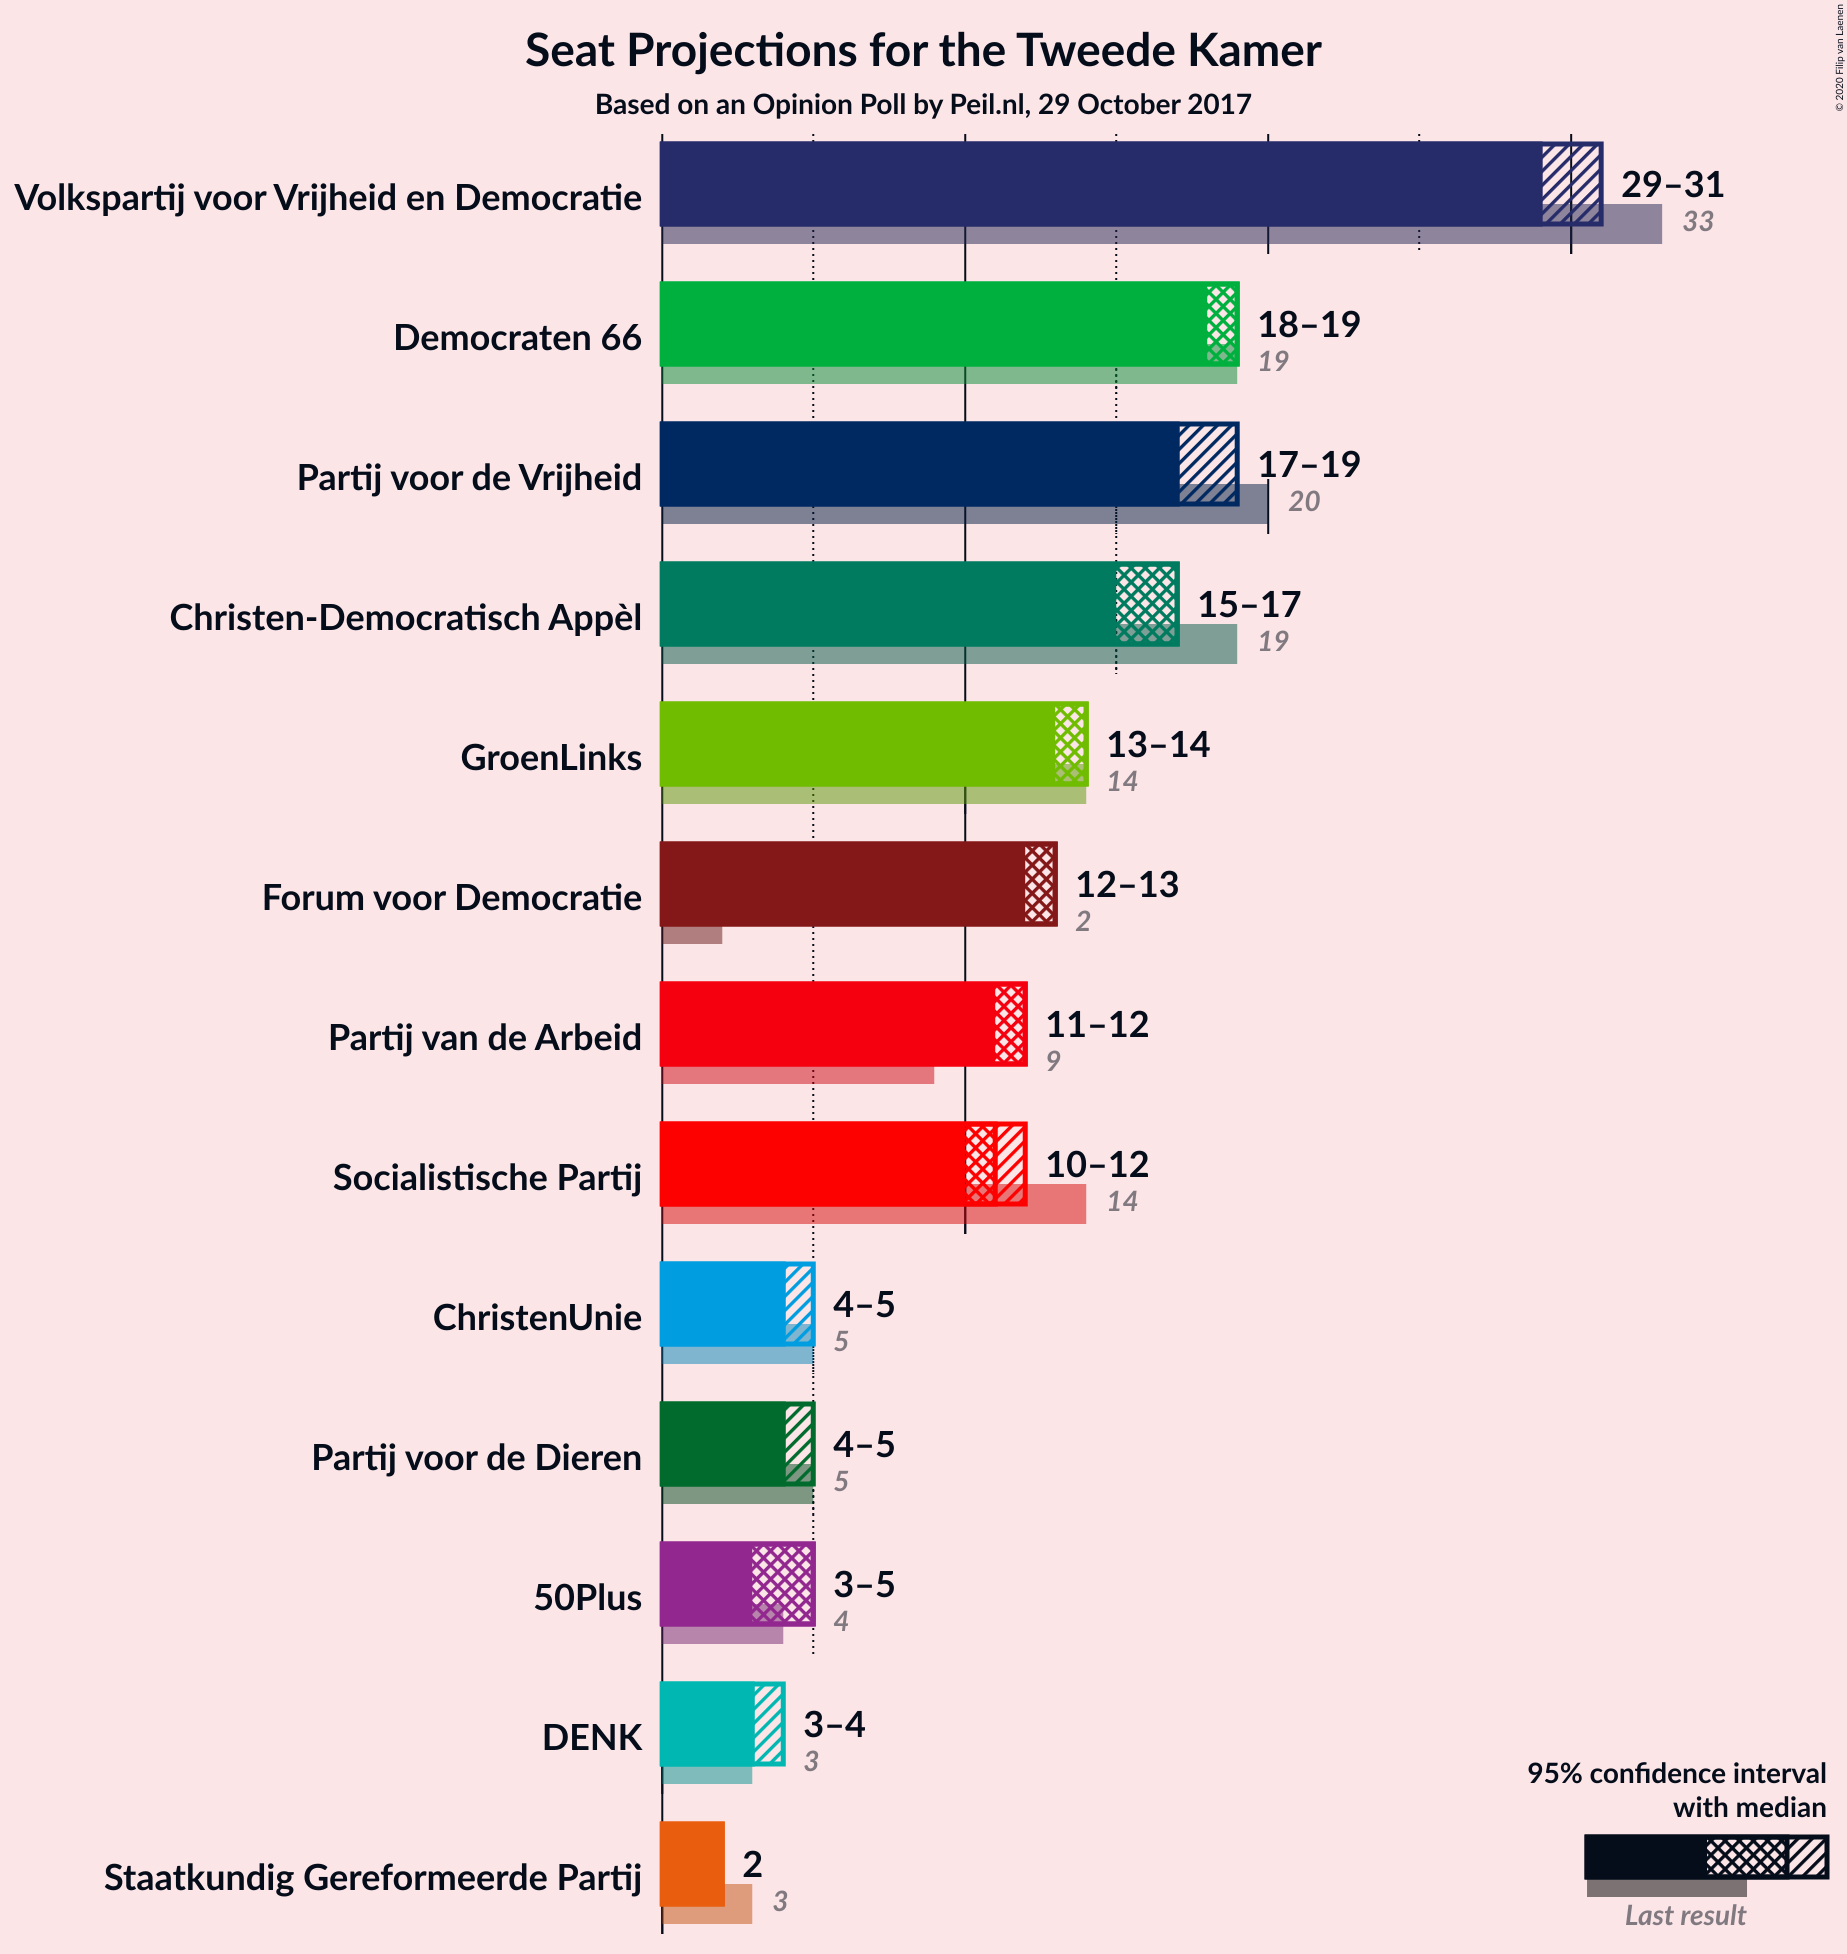 Seat Projections for the Tweede Kamer
Based on an Opinion Poll by Peil.nl, 29 October 2017
© 2020 Filip van Laenen
Volkspartij voor Vrijheid en Democratie
29–31
33
Democraten 66
18–19
19
Partij voor de Vrijheid
17–19
20
Christen-Democratisch Appèl
15–17
19
GroenLinks
13–14
14
Forum voor Democratie
12–13
2
Partij van de Arbeid
11–12
9
Socialistische Partij
10–12
14
ChristenUnie
4–5
5
Partij voor de Dieren
4–5
5
50Plus
3–5
4
DENK
3–4
3
Staatkundig Gereformeerde Partij
2
3
95% confidence interval
with median
Last result